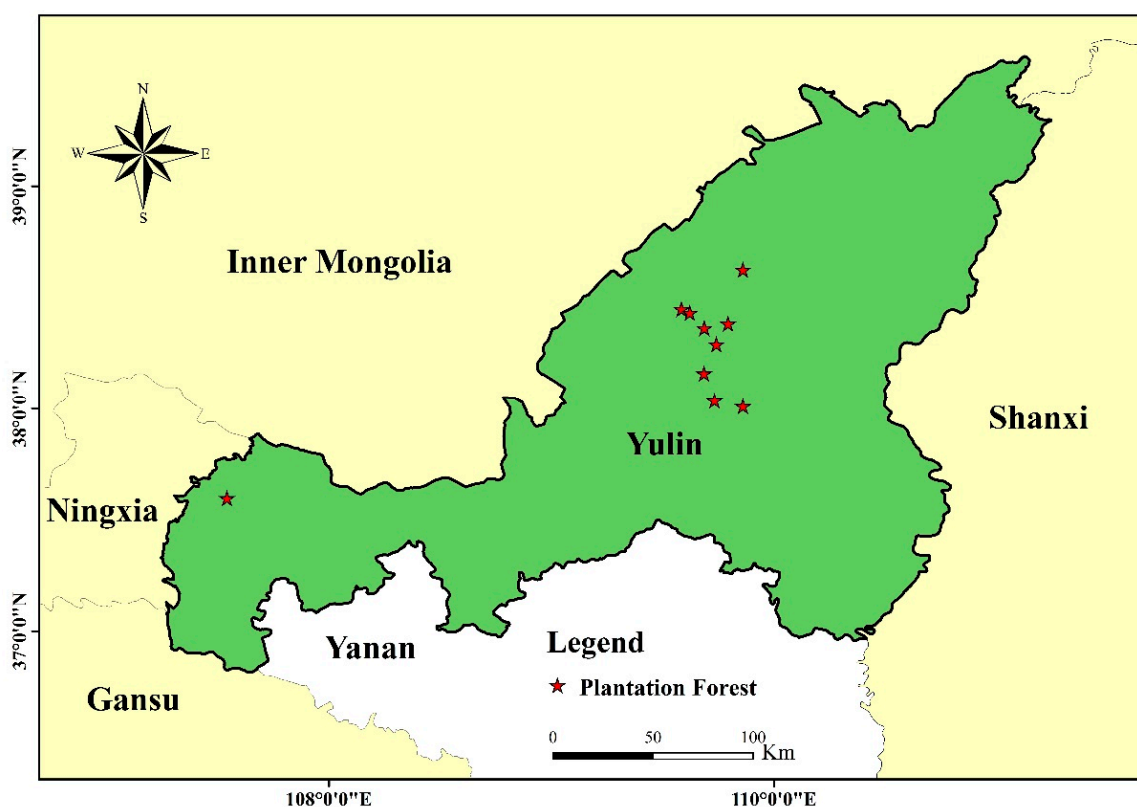 N
W
E
S
39°0'0"N
Inner Mongolia
38°0'0"N
Shanxi
Yulin
Ningxia
37°0'0"N
Yanan
Legend
Plantation Forest
Gansu
0 50 100
Km
108°0'0"E
110°0'0"E